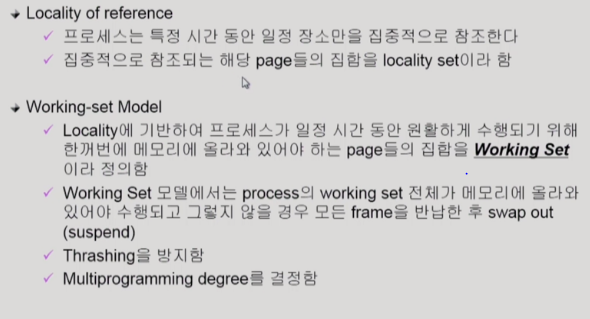 Locality of reference
프로세스는 특정 시간 동안 일정 장소만을 집중적으로 참조한다
집중적으로 참조되는 해당 page들의 집합을 locality set이라 함
Working-set Model
Locality에 기반하여 프로세스가 일정 시간 동안 원활하게 수행되기 위해
한꺼번에 메모리에 올라와 있어야 하는 page들의 집합을 Working Set
이라 정의함
Working Set 모델에서는 process의 working set 전체가 메모리에 올라와
있어야 수행되고 그렇지 않을 경우 모든 frame을 반납한 후 swap out
(suspend)
Thrashing을 방지함
Multiprogramming degree를 결정함